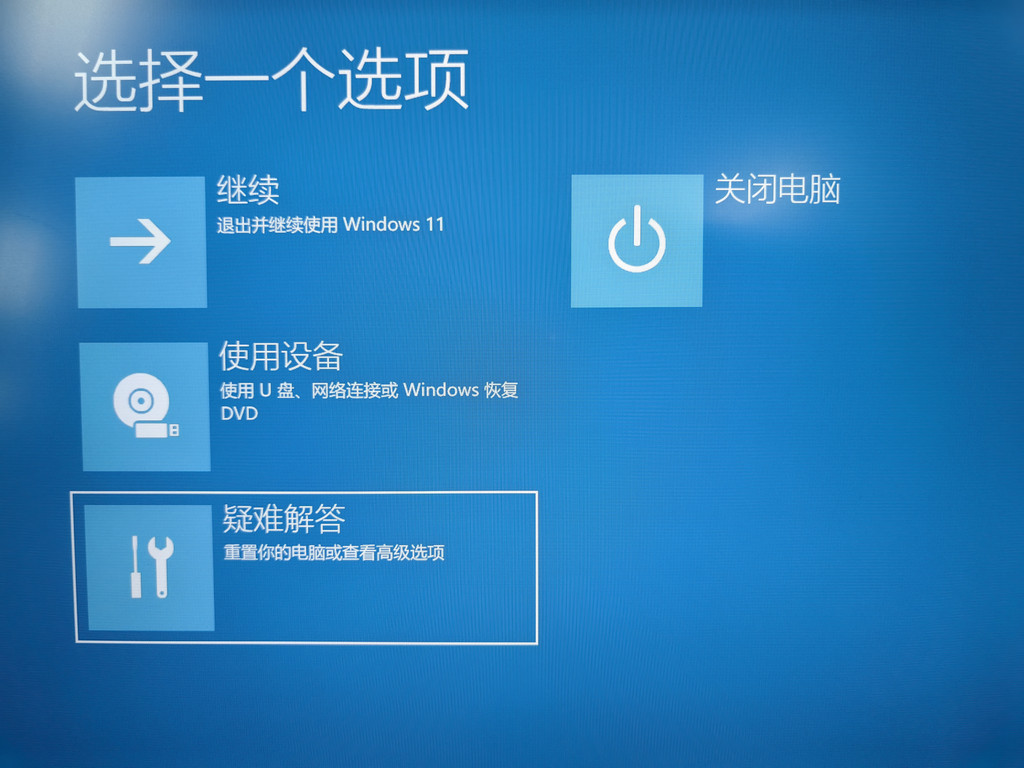 选择一个选项
继续
退出并继续使用 Windows 11
关闭电脑
使用设备
使用 U 盘、网络连接或 Windows 恢复
DVD
疑难解答
重置你的电脑或查看高级选项